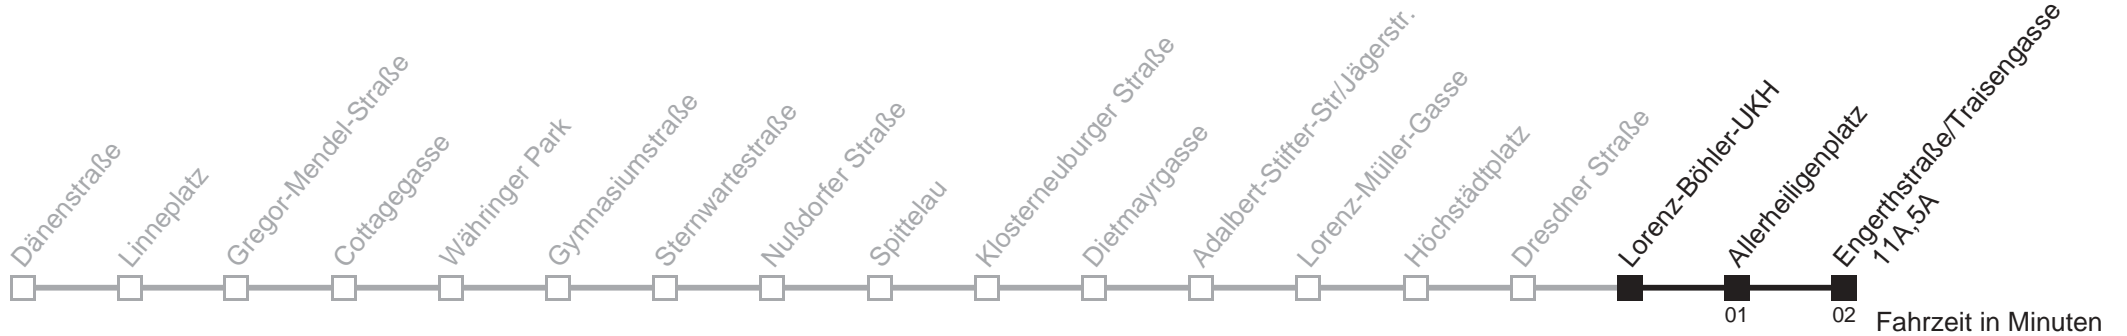 Dänenstraße
Linneplatz
Gregor-Mendel-Straße
Cottagegasse
Währinger Park
Gymnasiumstraße
Sternwartestraße
Nußdorfer Straße
Spittelau
Klosterneuburger Straße
Dietmayrgasse
Adalbert-Stifter-Str/Jägerstr.
Lorenz-Müller-Gasse
Höchstädtplatz
Dresdner Straße
Lorenz-Böhler-UKH
Allerheiligenplatz
Engerthstraße/Traisengasse
11A,5A
01
02
Fahrzeit in Minuten